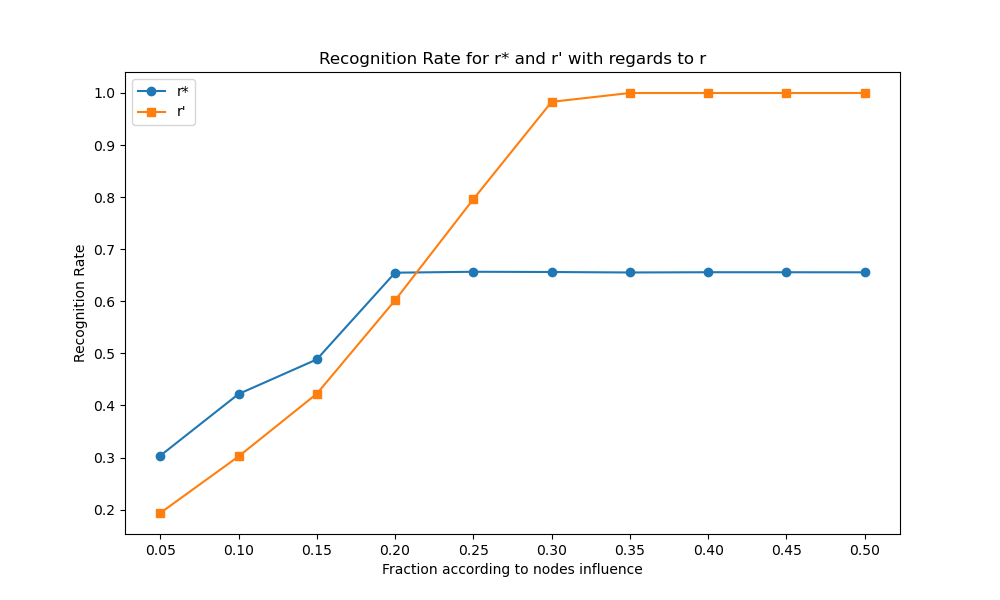 Recognition Rate for r* and r' with regards to r
r*
r'
1.0
0.9
0.8
0.7
0.6
0.5
0.4
0.3
0.2
Recognition Rate
0.05 0.10 0.15 0.20 0.25 0.30 0.35 0.40 0.45 0.50
Fraction according to nodes influence